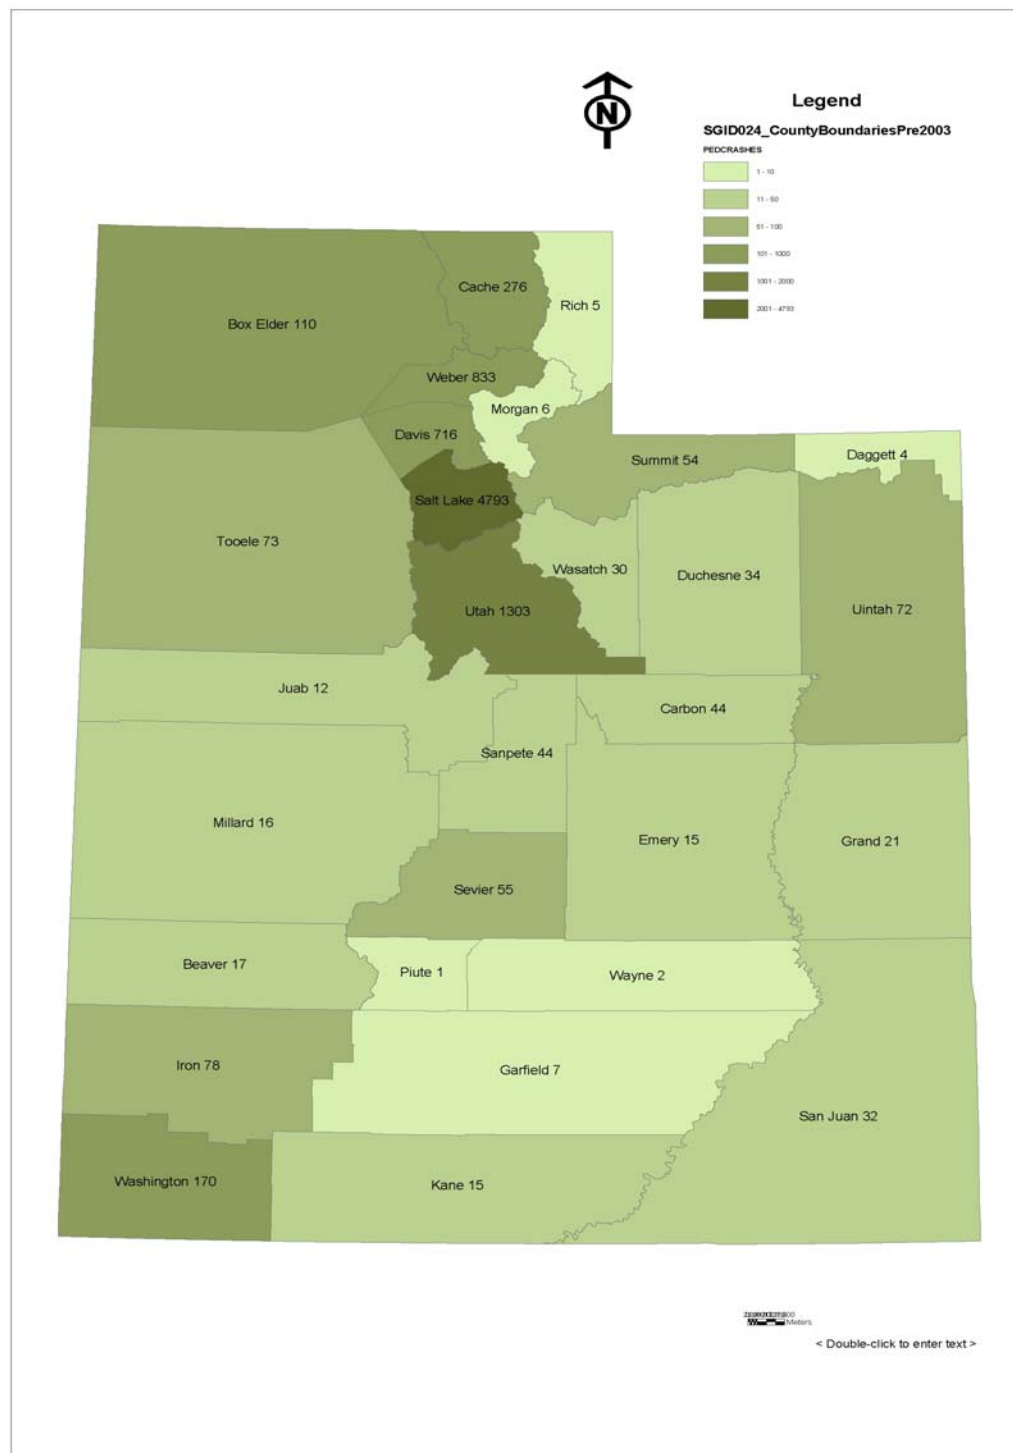 N
Legend
SGID024_CountyBoundariesPre2003
PEDCRASHES
1 - 10
11 - 50
51 - 100
101 - 1000
1001 - 2000
2001 - 4793
Cache 276
Rich 5
Box Elder 110
Weber 833
Morgan 6
Davis 716
Summit 54
Daggett 4
Salt Lake 4793
Tooele 73
Wasatch 30
Duchesne 34
Uintah 72
Utah 1303
Juab 12
Carbon 44
Sanpete 44
Millard 16
Emery 15
Grand 21
Sevier 55
Beaver 17
Piute 1
Wayne 2
Iron 78
Garfield 7
San Juan 32
Washington 170
Kane 15
Meters
< Double-click to enter text >